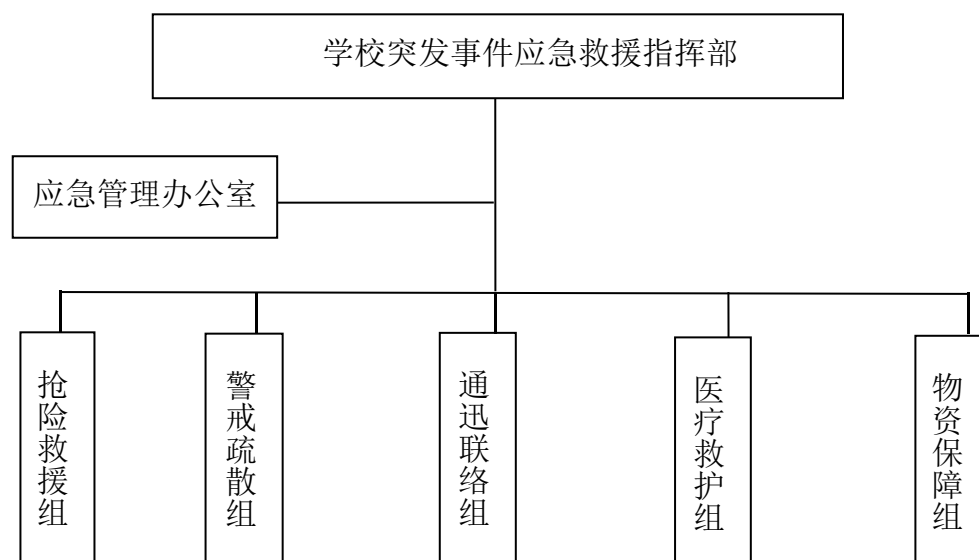 学校突发事件应急救援指挥部
应急管理办公室
抢险救援组
警戒疏散组
通迅联络组
医疗救护组
物资保障组